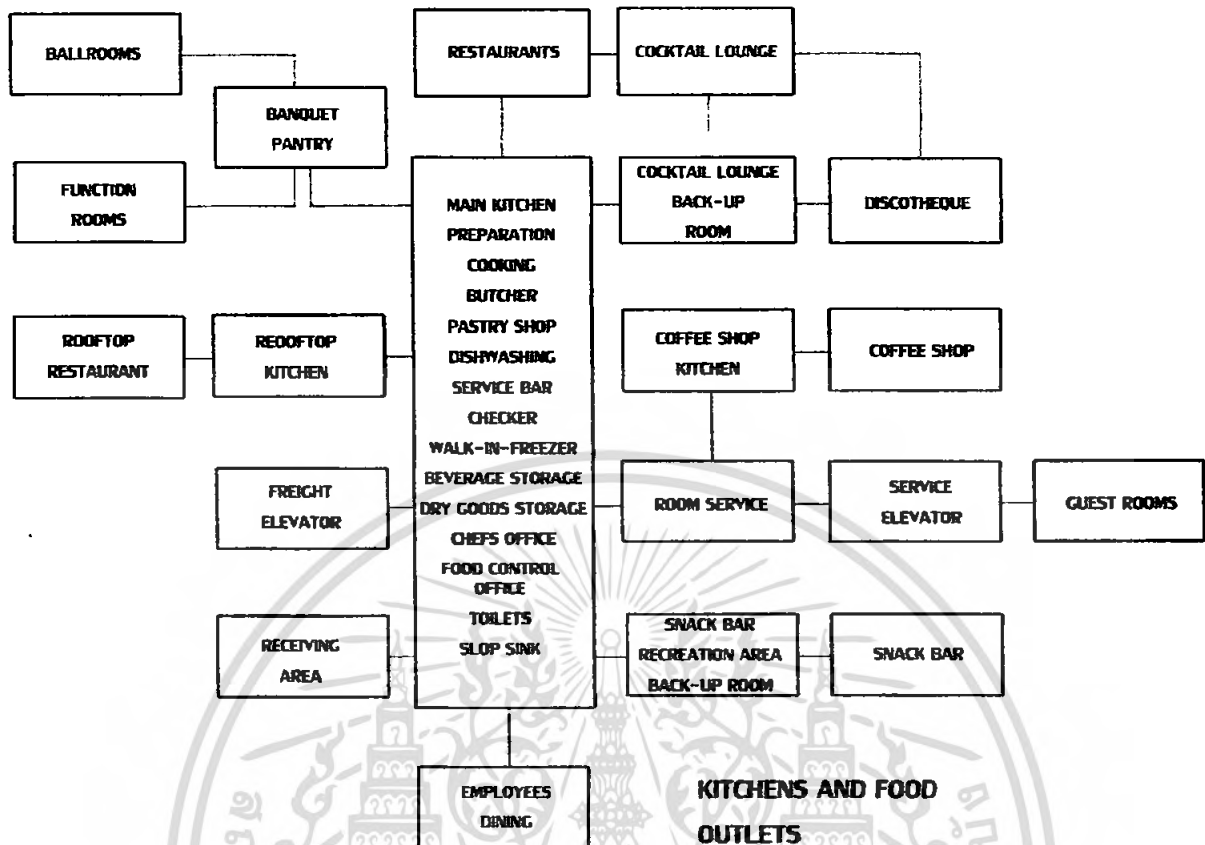 BALLROOMS
RESTAURANTS
COCKTAIL LOUNGE
BANQUET
PANTRY
FUNCTION
ROOMS
MAIN KITCHEN
PREPARATION
COOKING
BUTCHER
PASTRY SHOP
DISHWASHING
SERVICE BAR
CHECKER
WALK-IN-FREEZER
BEVERAGE STORAGE
DRY GOODS STORAGE
CHEFS OFFICE
FOOD CONTROL
OFFICE
TOILETS
SLOP SINK
COCKTAIL LOUNGE
BACK-UP
ROOM
DISCOTHEQUE
ROOFTOP
RESTAURANT
REOOFTOP
KITCHEN
COFFEE SHOP
KITCHEN
COFFEE SHOP
FREIGHT
ELEVATOR
ROOM SERVICE
SERVICE
ELEVATOR
GUEST ROOMS
RECEIVING
AREA
SNACK BAR
RECREATION AREA
BACK-UP ROOM
SNACK BAR
EMPLOYEES
DINING
KITCHENS AND FOOD
OUTLETS